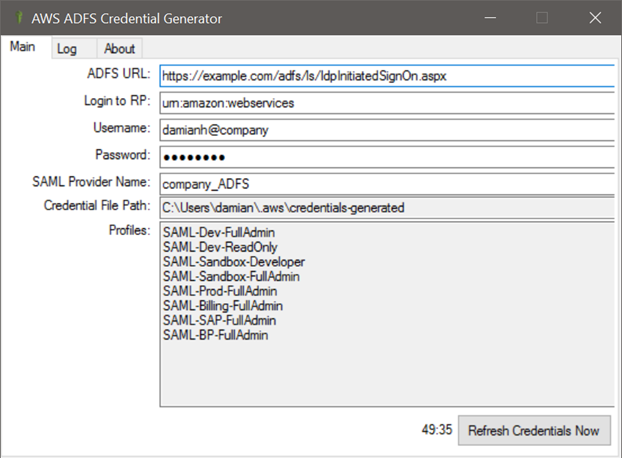 AWS ADFS Credential Generator
Main Log About
ADFS URL: https://example.com/adfs/ls/IdpInitiatedSignOn.aspx
Login to RP: urn:amazon:webservices
Username: damianh@company
Password: ●●●●●●●●
SAML Provider Name: company_ADFS
Credential File Path: C:\Users\damian\.aws\credentials-generated
Profiles: SAML-Dev-FullAdmin
SAML-Dev-ReadOnly
SAML-Sandbox-Developer
SAML-Sandbox-FullAdmin
SAML-Prod-FullAdmin
SAML-Billing-FullAdmin
SAML-SAP-FullAdmin
SAML-BP-FullAdmin
49:35 Refresh Credentials Now